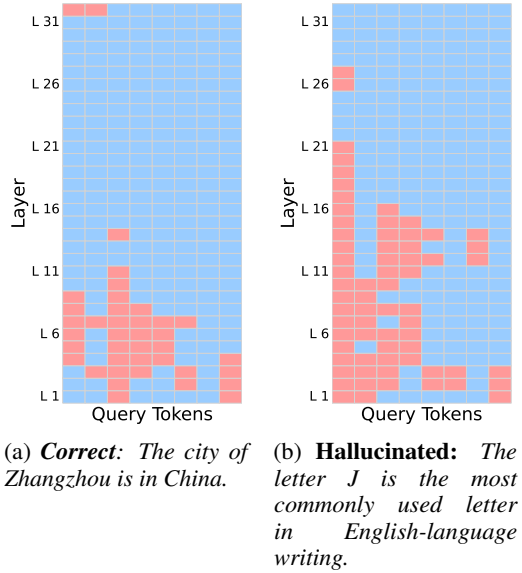 L 31
L 26
L 21
L 16
L 11
L 6
L 1
Layer
Query Tokens
(a) Correct: The city of
Zhangzhou is in China.
L 31
L 26
L 21
L 16
L 11
L 6
L 1
Layer
Query Tokens
(b) Hallucinated: The
letter J is the most
commonly used letter
in English-language
writing.